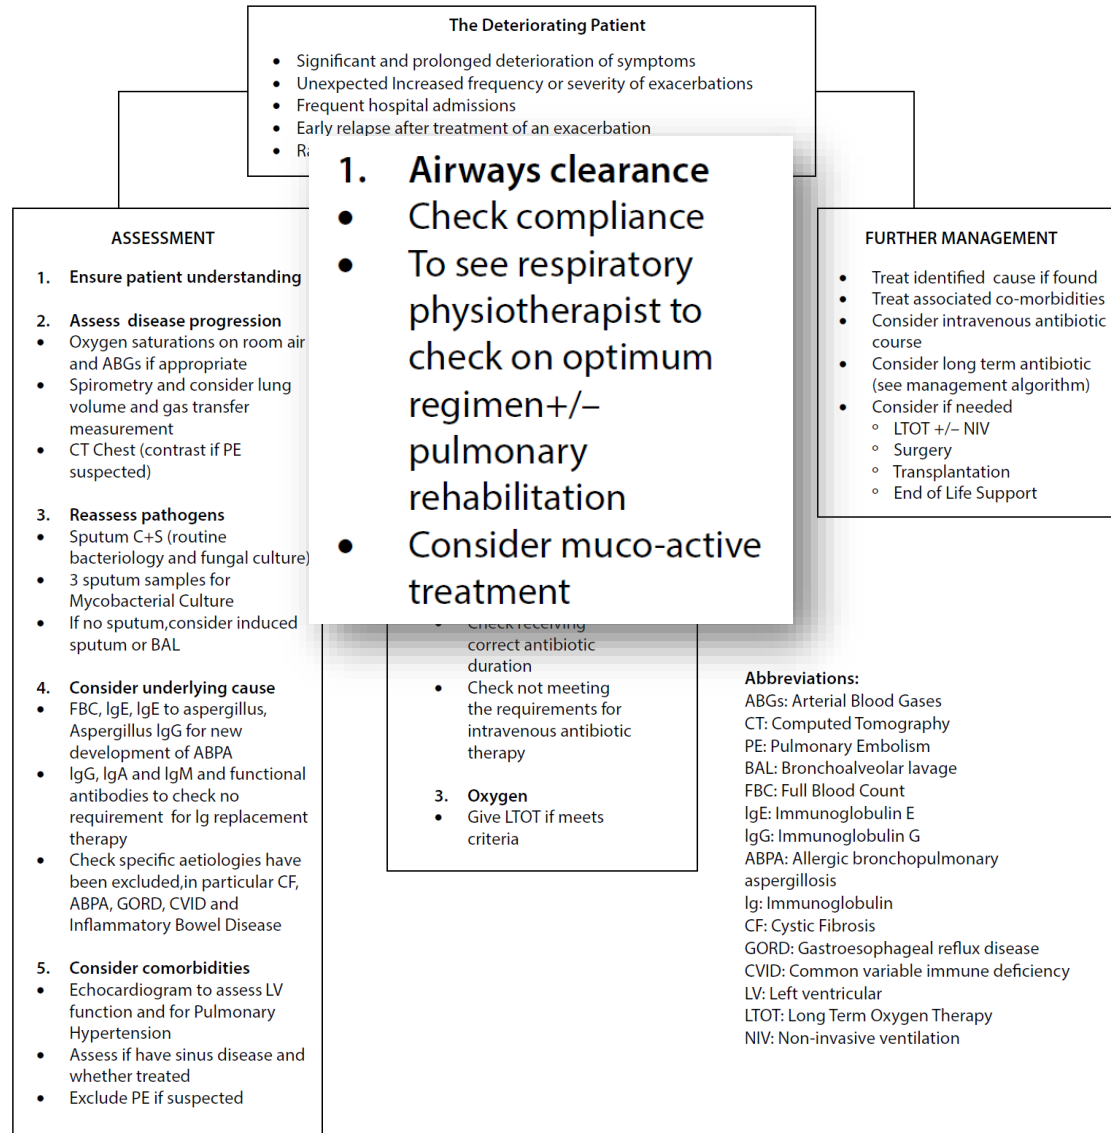 The Deteriorating Patient
• Significant and prolonged deterioration of symptoms
• Unexpected Increased frequency or severity of exacerbations
• Frequent hospital admissions
• Early relapse after treatment of an exacerbation
•
ASSESSMENT
1. Ensure patient understanding
2. Assess disease progression
• Oxygen saturations on room air
and ABGs if appropriate
• Spirometry and consider lung
volume and gas transfer
measurement
• CT Chest (contrast if PE
suspected)
3. Reassess pathogens
• Sputum C+S (routine
bacteriology and fungal culture)
• 3 sputum samples for
Mycobacterial Culture
• If no sputum,consider induced
sputum or BAL
4. Consider underlying cause
• FBC, IgE, IgE to aspergillus,
Aspergillus IgG for new
development of ABPA
• IgG, IgA and IgM and functional
antibodies to check no
requirement for Ig replacement
therapy
• Check specific aetiologies have
been excluded,in particular CF,
ABPA, GORD, CVID and
Inflammatory Bowel Disease
5. Consider comorbidities
• Echocardiogram to assess LV
function and for Pulmonary
Hypertension
• Assess if have sinus disease and
whether treated
• Exclude PE if suspected
1. Airways clearance
• Check compliance
• To see respiratory
physiotherapist to
check on optimum
regimen+/–
pulmonary
rehabilitation
• Consider muco-active
treatment
• Check receiving
correct antibiotic
duration
• Check not meeting
the requirements for
intravenous antibiotic
therapy
3. Oxygen
• Give LTOT if meets
criteria
FURTHER MANAGEMENT
• Treat identified cause if found
• Treat associated co-morbidities
• Consider intravenous antibiotic
course
• Consider long term antibiotic
(see management algorithm)
• Consider if needed
° LTOT +/– NIV
° Surgery
° Transplantation
° End of Life Support
Abbreviations:
ABGs: Arterial Blood Gases
CT: Computed Tomography
PE: Pulmonary Embolism
BAL: Bronchoalveolar lavage
FBC: Full Blood Count
IgE: Immunoglobulin E
IgG: Immunoglobulin G
ABPA: Allergic bronchopulmonary
aspergillosis
Ig: Immunoglobulin
CF: Cystic Fibrosis
GORD: Gastroesophageal reflux disease
CVID: Common variable immune deficiency
LV: Left ventricular
LTOT: Long Term Oxygen Therapy
NIV: Non-invasive ventilation